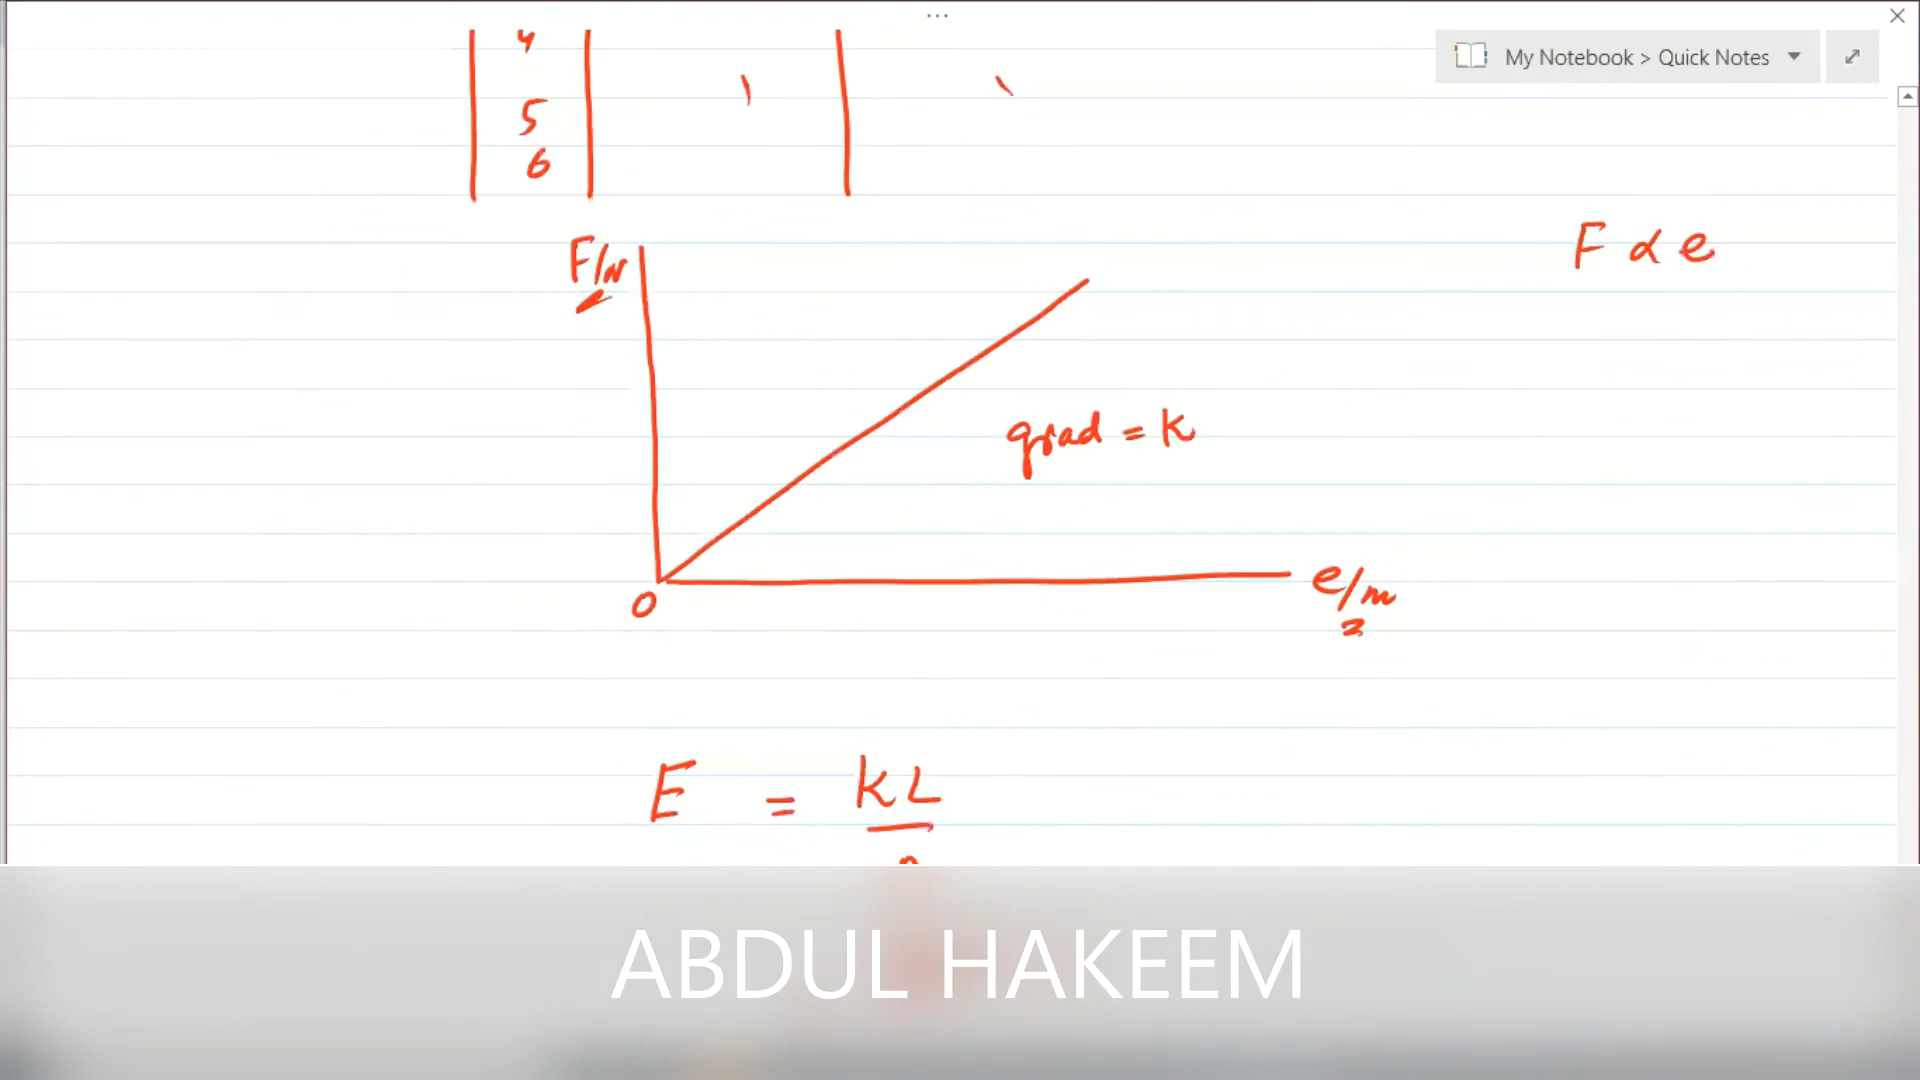 ...
My Notebook > Quick Notes
4
5
6
F/N
F ∝ e
grad = k
e/m
0
E = kL
ABDUL HAKEEM